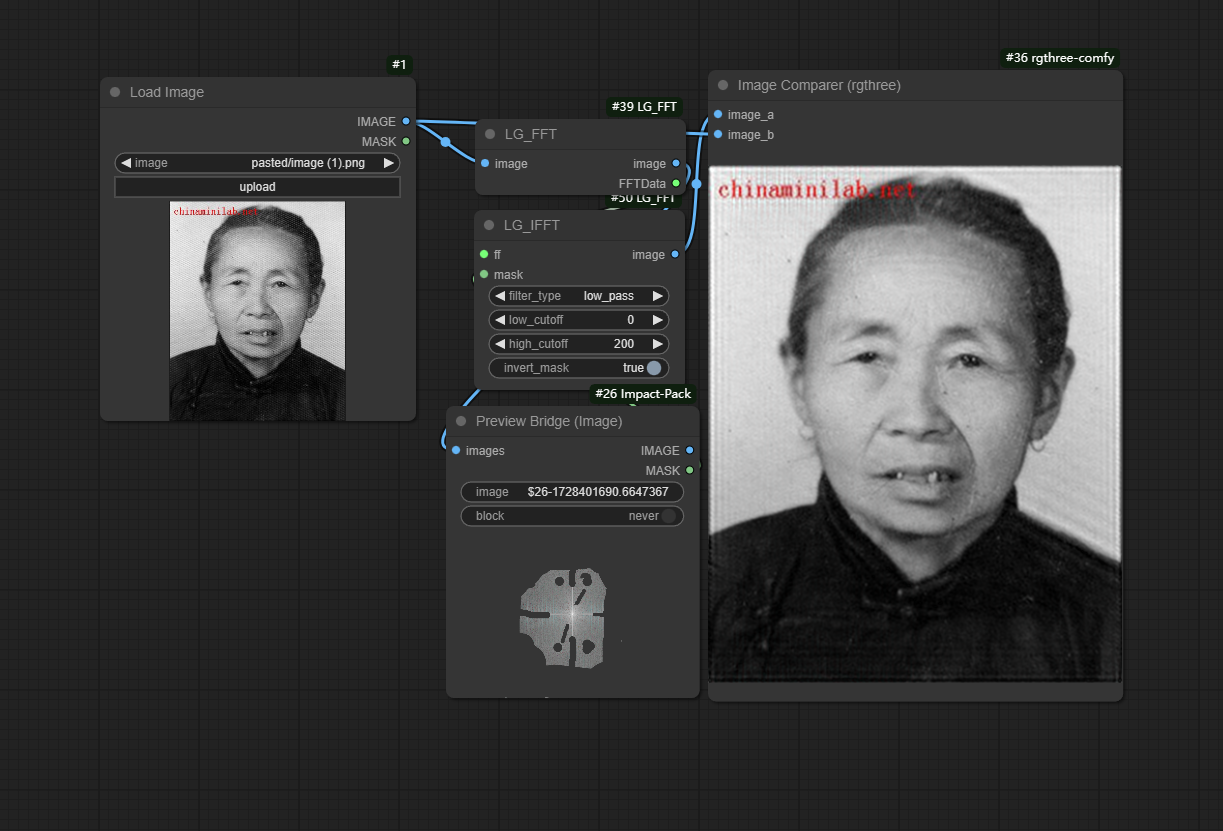 #1
Load Image
IMAGE
MASK
image pasted/image (1).png
upload
chinaminilab.net
#39 LG_FFT
LG_FFT
image image
FFTData
#50 LG_FFT
LG_IFFT
ff image
mask
filter_type low_pass
low_cutoff 0
high_cutoff 200
invert_mask true
#26 Impact-Pack
Preview Bridge (Image)
images IMAGE
MASK
image $26-1728401690.6647367
block never
#36 rgthree-comfy
Image Comparer (rgthree)
image_a
image_b
chinaminilab.net